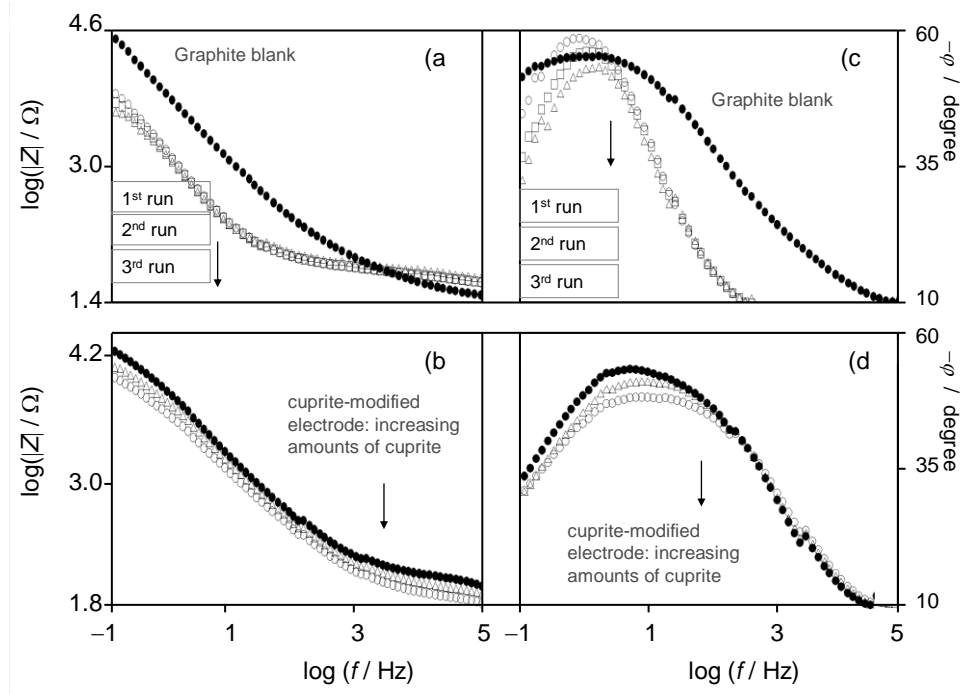 4.6
3.0
1.4
log(|Z| / Ω)
Graphite blank
(a
1st run
2nd run
3rd run
(c
Graphite blank
1st run
2nd run
3rd run
60
35
10
−φ / degree
4.2
3.0
1.8
log(|Z| / Ω)
(b
cuprite-modified
electrode: increasing
amounts of cuprite
(d
cuprite-modified
electrode: increasing
amounts of cuprite
60
35
10
−φ / degree
−1 1 3 5
log (f / Hz)
−1 1 3 5
log (f / Hz)